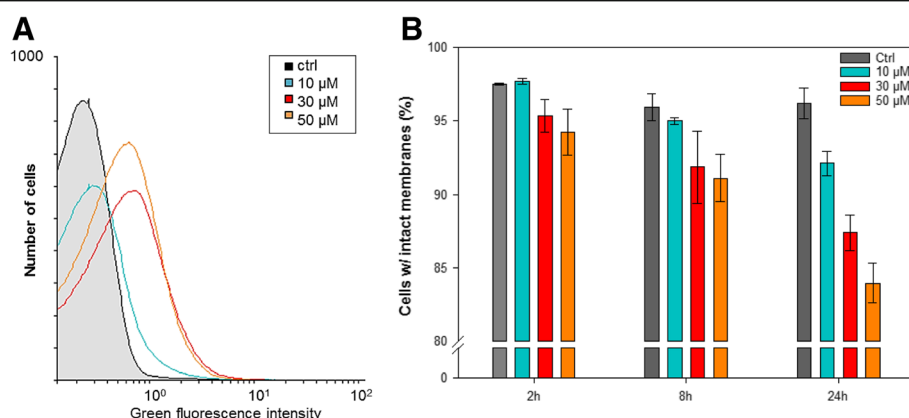 A
1000
ctrl
10 µM
30 µM
50 µM
Number of cells
10⁰
10¹
10²
Green fluorescence intensity
B
100
95
90
85
80
0
Cells w/ intact membranes (%)
Ctrl
10 µM
30 µM
50 µM
2h
8h
24h